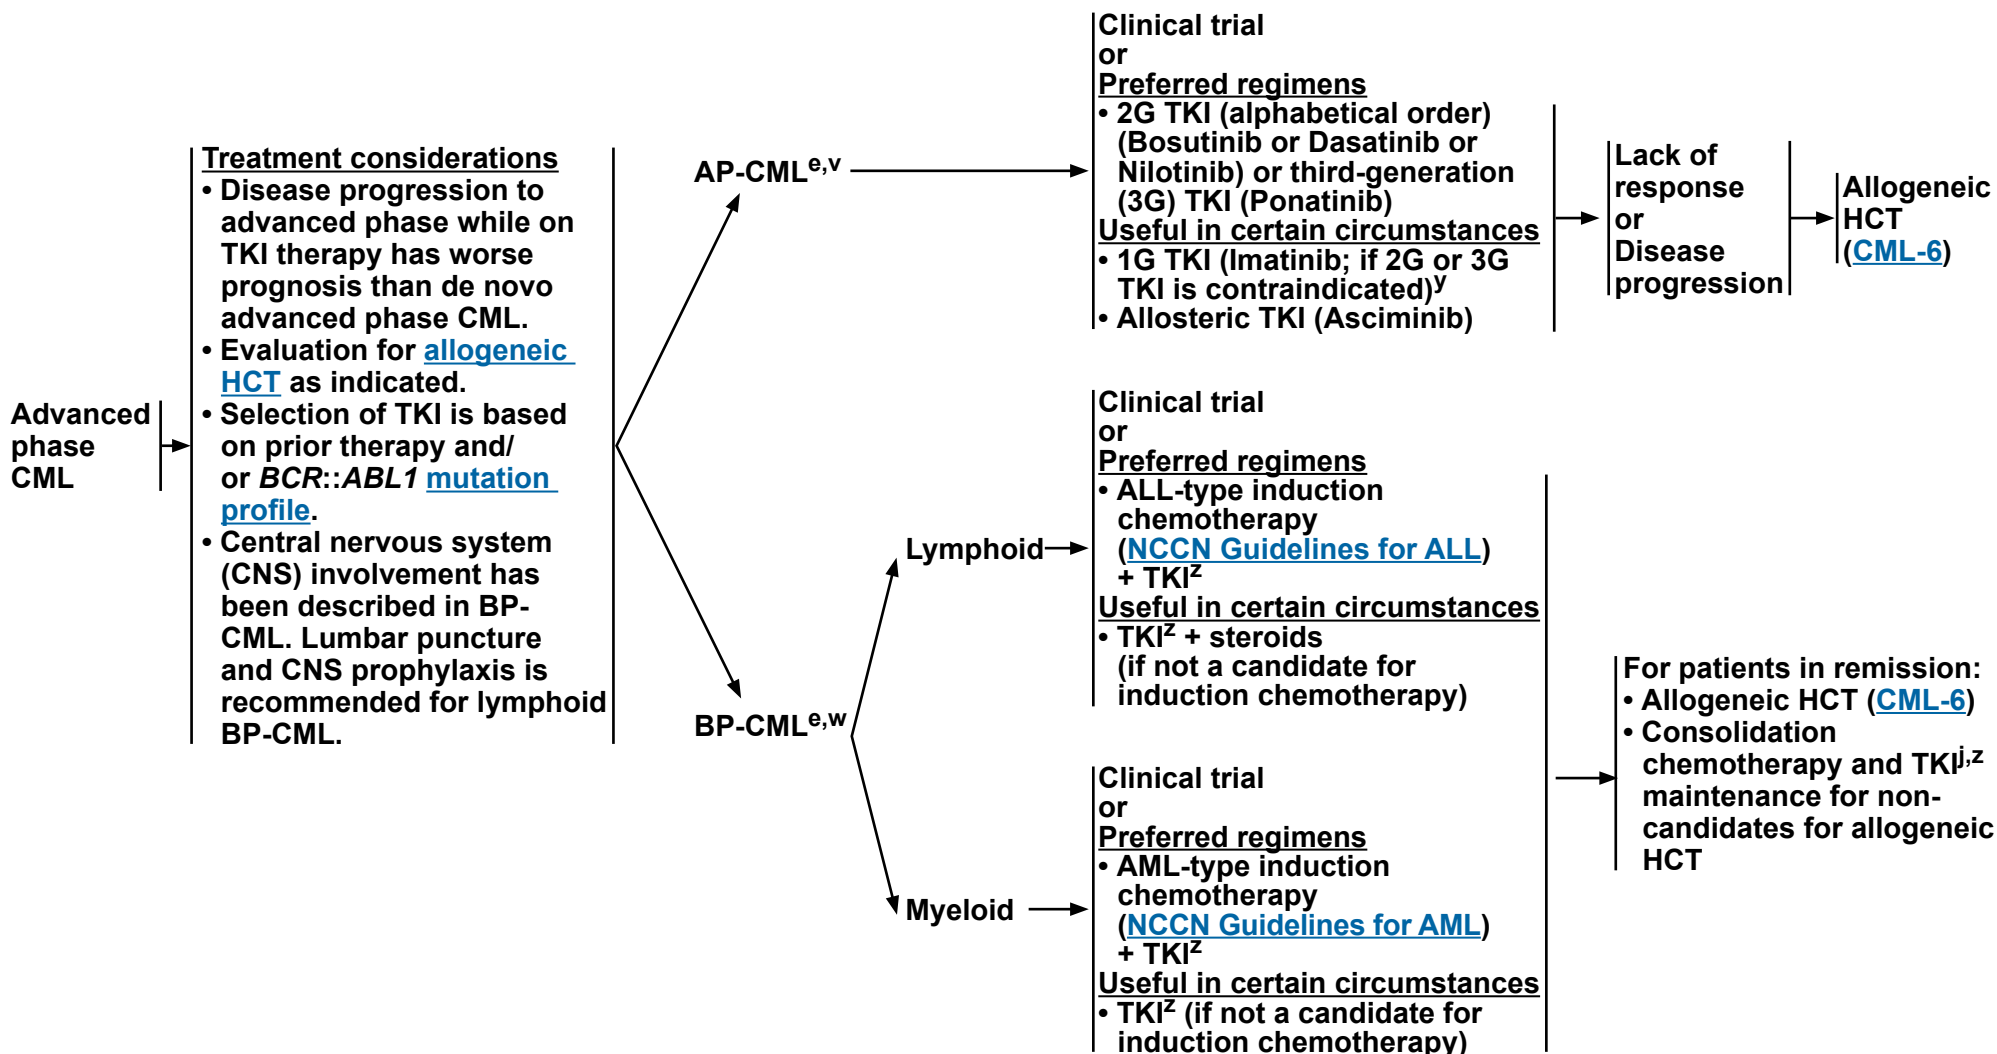 Advanced
phase
CML
Treatment considerations
• Disease progression to
advanced phase while on
TKI therapy has worse
prognosis than de novo
advanced phase CML.
• Evaluation for allogeneic
HCT as indicated.
• Selection of TKI is based
on prior therapy and/
or BCR::ABL1 mutation
profile.
• Central nervous system
(CNS) involvement has
been described in BP-
CML. Lumbar puncture
and CNS prophylaxis is
recommended for lymphoid
BP-CML.
AP-CMLe,v
Clinical trial
or
Preferred regimens
• 2G TKI (alphabetical order)
(Bosutinib or Dasatinib or
Nilotinib) or third-generation
(3G) TKI (Ponatinib)
Useful in certain circumstances
• 1G TKI (Imatinib; if 2G or 3G
TKI is contraindicated)y
• Allosteric TKI (Asciminib)
Lack of
response
or
Disease
progression
Allogeneic
HCT
(CML-6)
BP-CMLe,w
Lymphoid
Clinical trial
or
Preferred regimens
• ALL-type induction
chemotherapy
(NCCN Guidelines for ALL)
+ TKIz
Useful in certain circumstances
• TKIz + steroids
(if not a candidate for
induction chemotherapy)
Myeloid
Clinical trial
or
Preferred regimens
• AML-type induction
chemotherapy
(NCCN Guidelines for AML)
+ TKIz
Useful in certain circumstances
• TKIz (if not a candidate for
induction chemotherapy)
For patients in remission:
• Allogeneic HCT (CML-6)
• Consolidation
chemotherapy and TKIj,z
maintenance for non-
candidates for allogeneic
HCT